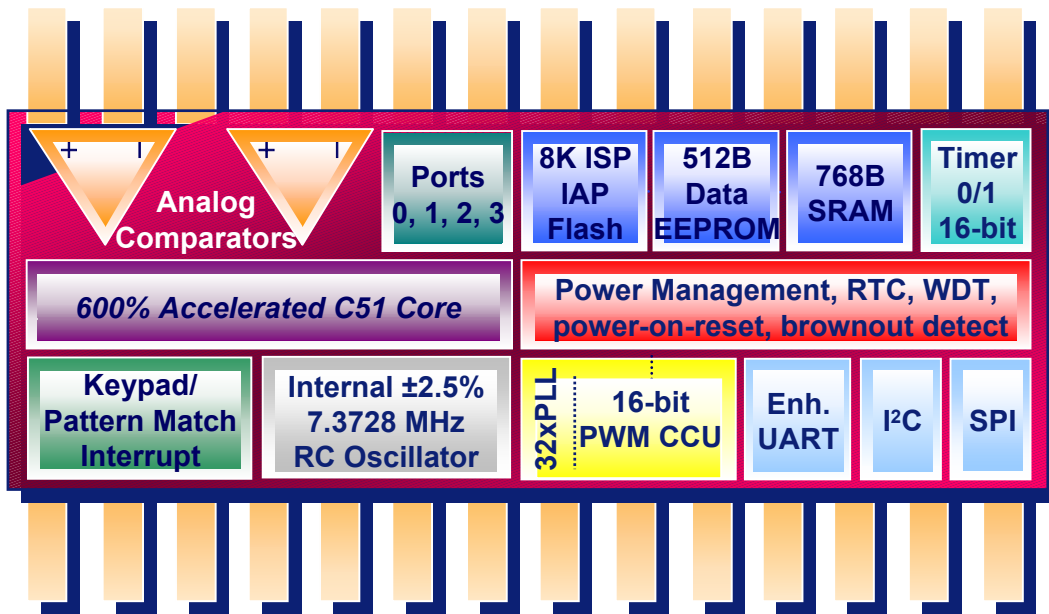 + −
+ −
Analog
Comparators
Ports
0, 1, 2, 3
8K ISP
IAP
Flash
512B
Data
EEPROM
768B
SRAM
Timer
0/1
16-bit
600% Accelerated C51 Core
Power Management, RTC, WDT,
power-on-reset, brownout detect
Keypad/
Pattern Match
Interrupt
Internal ±2.5%
7.3728 MHz
RC Oscillator
32xPLL
16-bit
PWM CCU
Enh.
UART
I²C
SPI